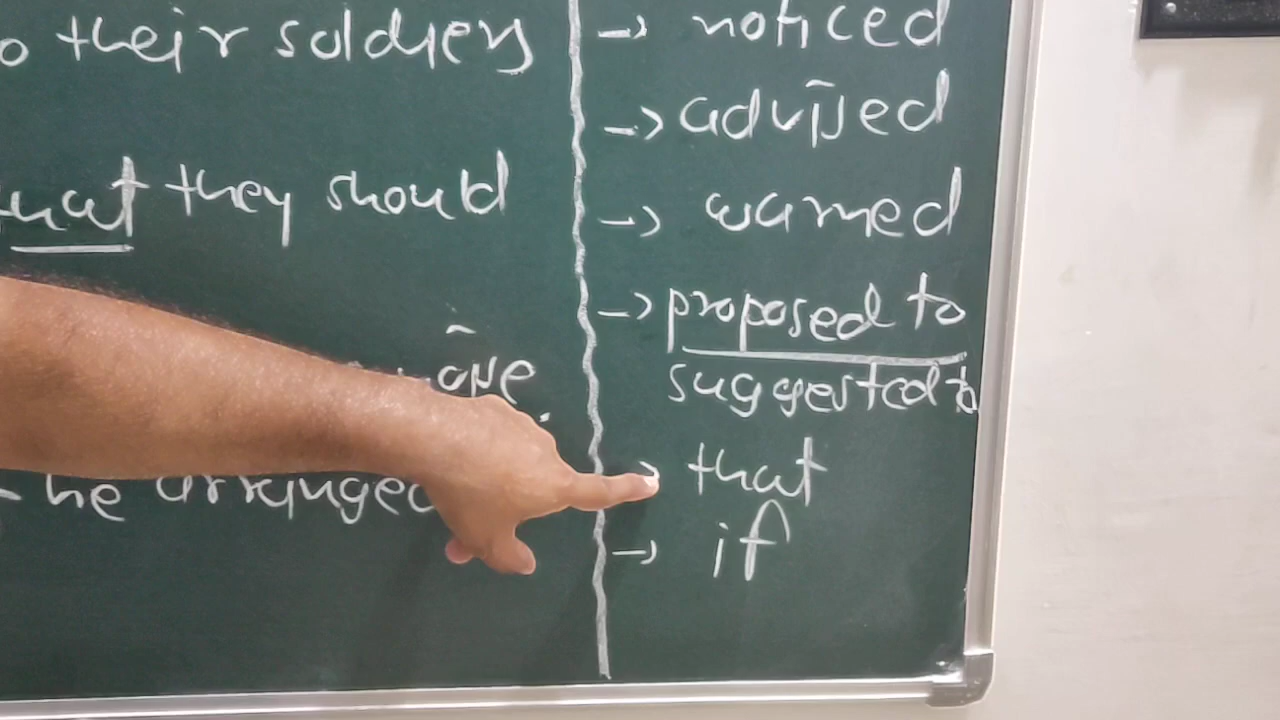 o their soldiers
that they should
he arranged
→ noticed
→ advised
→ warned
→ proposed to
suggested to
→ that
→ if